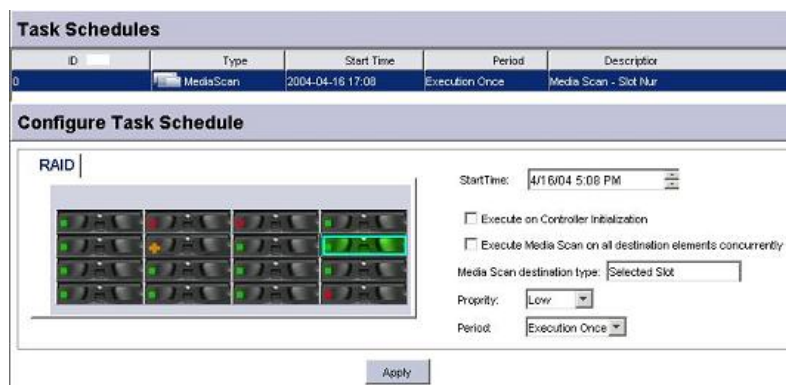 Task Schedules
ID Type Start Time Period Descriptior
0 MediaScan 2004-04-16 17:08 Execution Once Media Scan - Slot Nur
Configure Task Schedule
RAID
StartTime: 4/16/04 5:08 PM
Execute on Controller Initialization
Execute Media Scan on all destination elements concurrently
Media Scan destination type: Selected Slot
Proprity: Low
Period: Execution Once
Apply